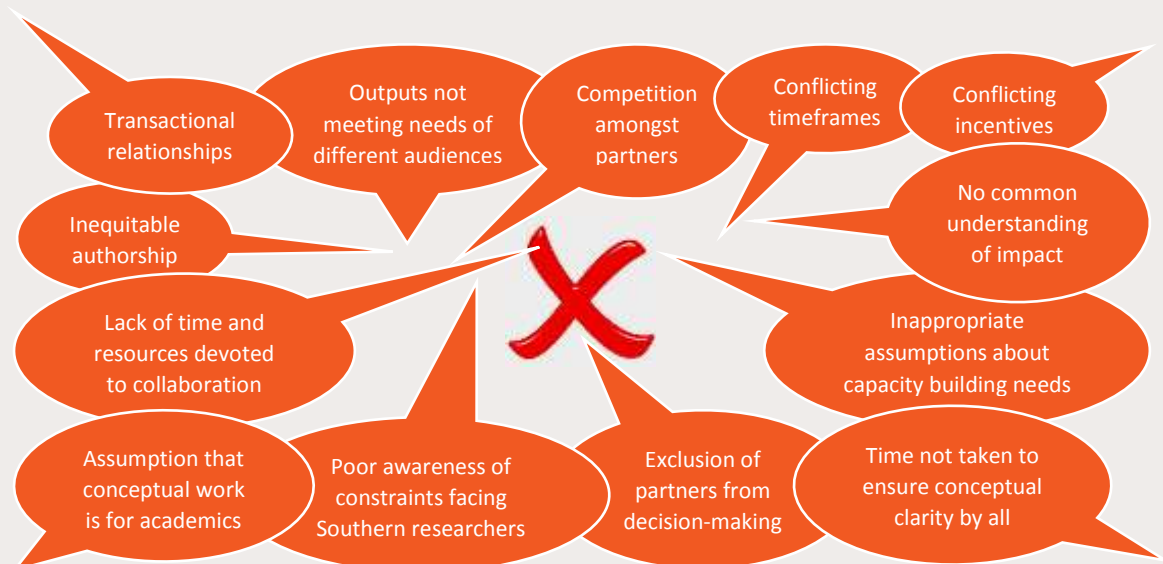 Transactional
relationships
Outputs not
meeting needs of
different audiences
Competition
amongst
partners
Conflicting
timeframes
Conflicting
incentives
Inequitable
authorship
No common
understanding
of impact
Lack of time and
resources devoted
to collaboration
Inappropriate
assumptions about
capacity building needs
Assumption that
conceptual work
is for academics
Poor awareness of
constraints facing
Southern researchers
Exclusion of
partners from
decision-making
Time not taken to
ensure conceptual
clarity by all